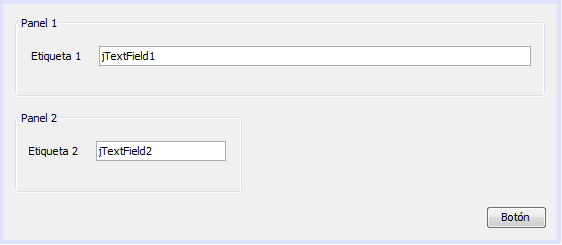 Panel 1
Etiqueta 1 jTextField1
Panel 2
Etiqueta 2 jTextField2
Botón